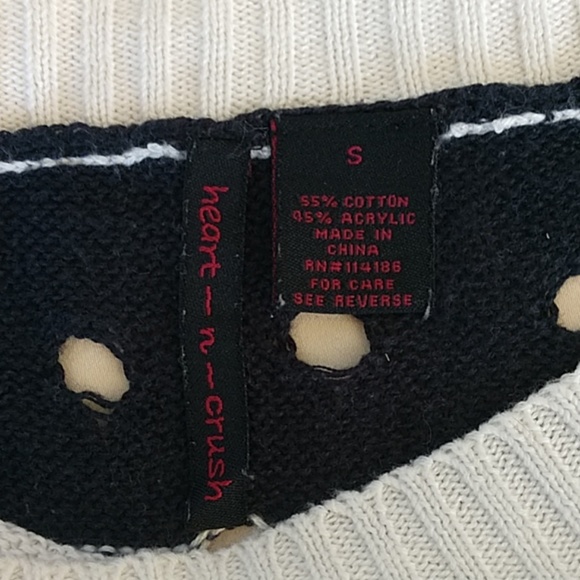 heart~n~crush
S
55% COTTON
45% ACRYLIC
MADE IN
CHINA
RN#114186
FOR CARE
SEE REVERSE